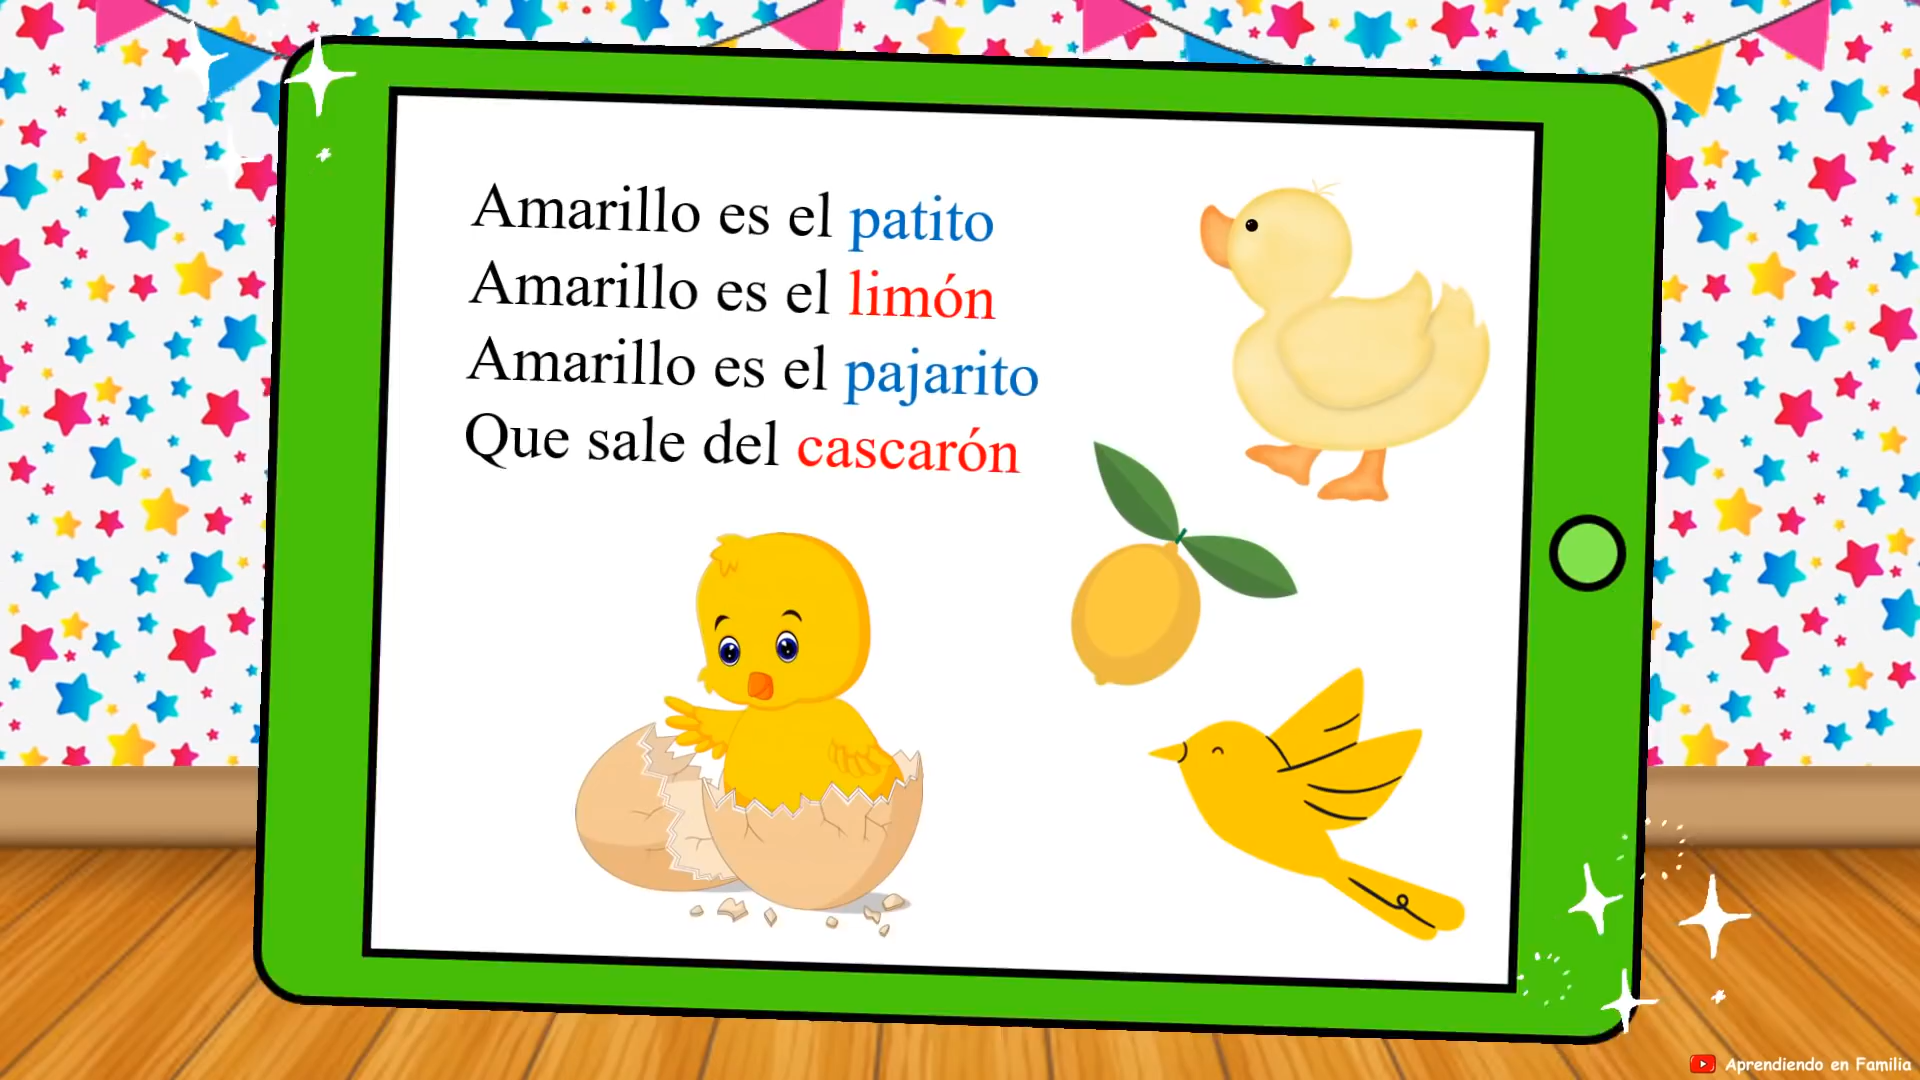 Amarillo es el patito
Amarillo es el limón
Amarillo es el pajarito
Que sale del cascarón
Aprendiendo en Familia